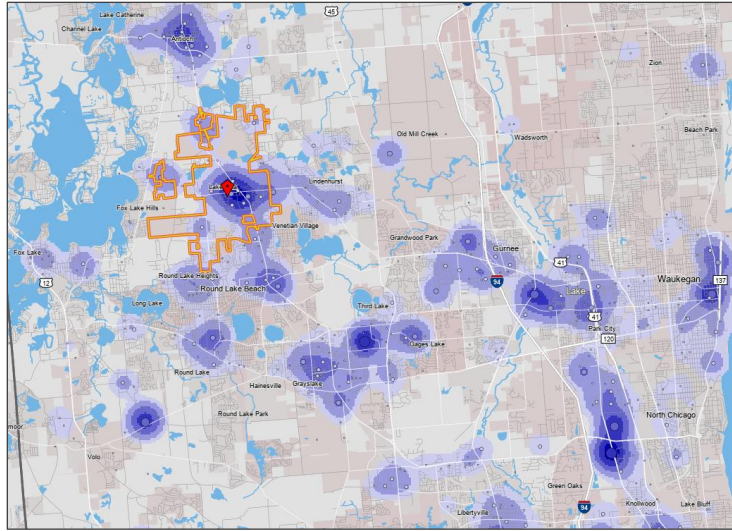 Lake Catherine
Channel Lake
45
Antioch
Zion
Old Mill Creek
Wadsworth
Beach Park
Lindenhurst
Fox Lake Hills
Venetian Village
Grandwood Park
Gurnee
Fox Lake
41
Waukegan
12
Round Lake Heights
94
137
Round Lake Beach
Lake
Long Lake
Third Lake
41
Park City
Gages Lake
120
Round Lake
Hainesville
Grayslake
Round Lake Park
North Chicago
moor
Volo
Green Oaks
Knollwood
Lake Bluff
94
Libertyville